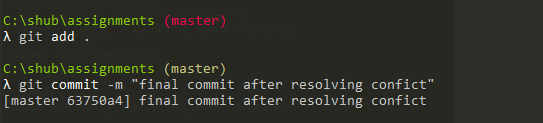 C:\shub\assignments (master)
λ git add .
C:\shub\assignments (master)
λ git commit -m "final commit after resolving confict"
[master 63750a4] final commit after resolving confict